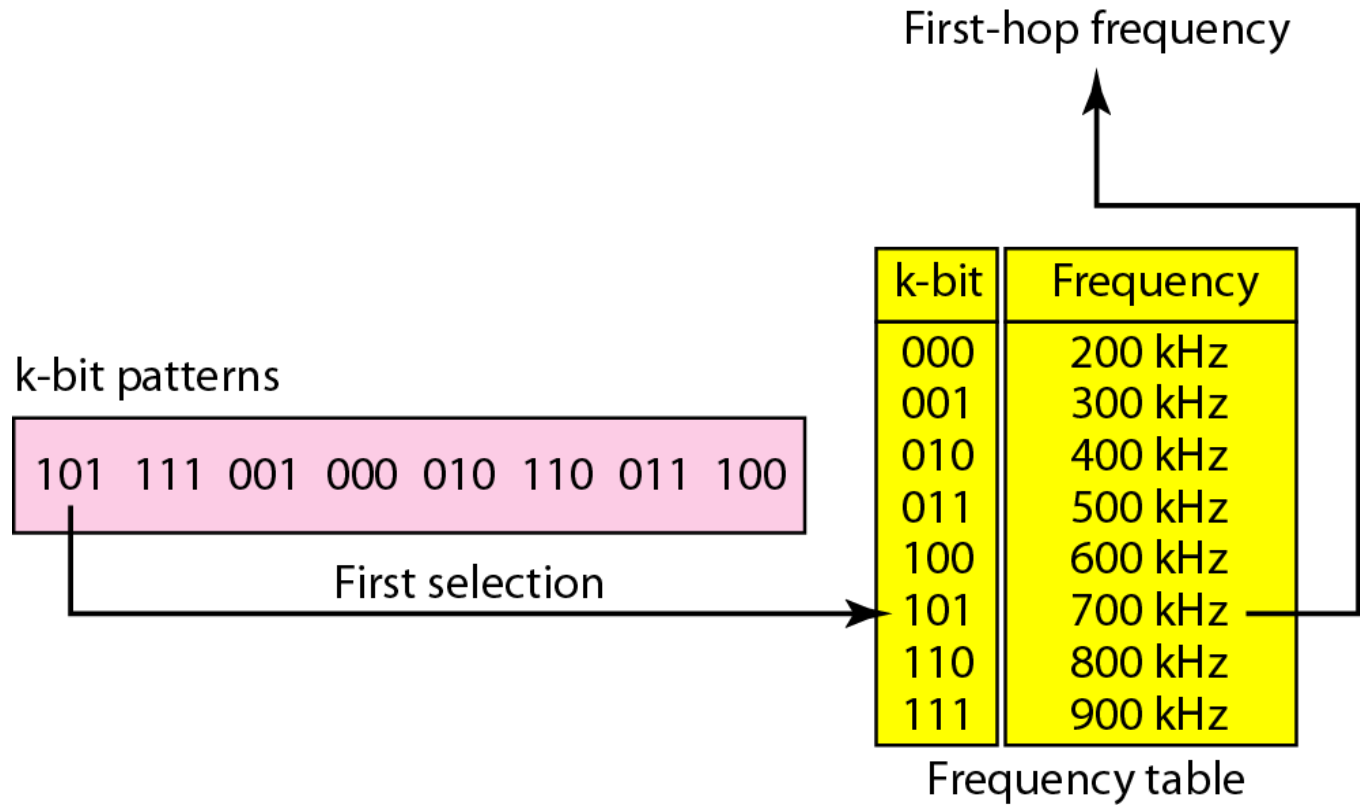 First-hop frequency
k-bit Frequency
000 200 kHz
001 300 kHz
010 400 kHz
011 500 kHz
100 600 kHz
101 700 kHz
110 800 kHz
111 900 kHz
Frequency table
k-bit patterns
101 111 001 000 010 110 011 100
First selection